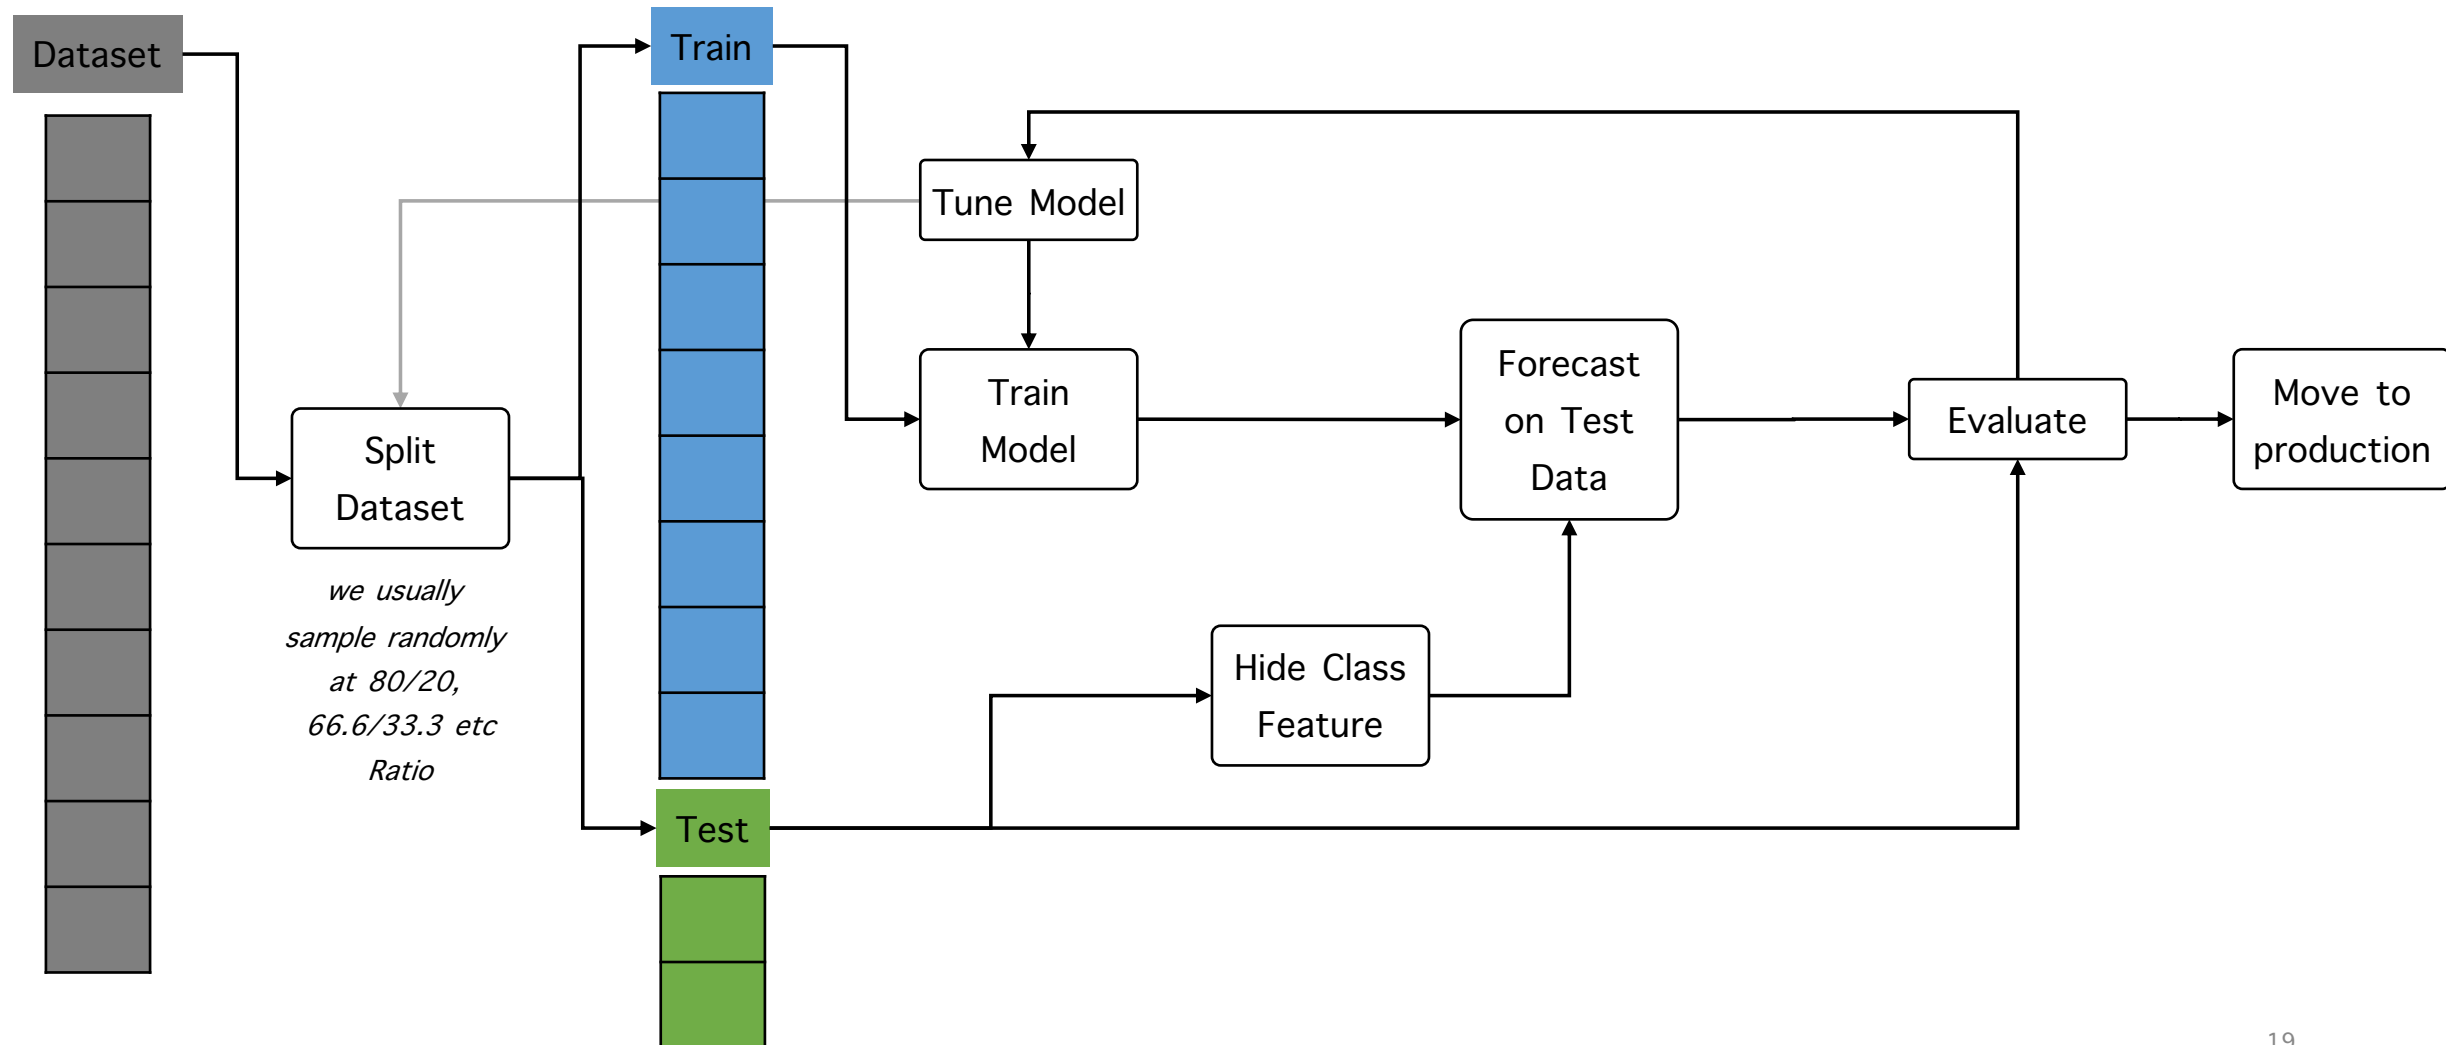 Dataset
Train
Tune Model
Split
Dataset
we usually
sample randomly
at 80/20,
66.6/33.3 etc
Ratio
Train
Model
Forecast
on Test
Data
Evaluate
Move to
production
Hide Class
Feature
Test
19